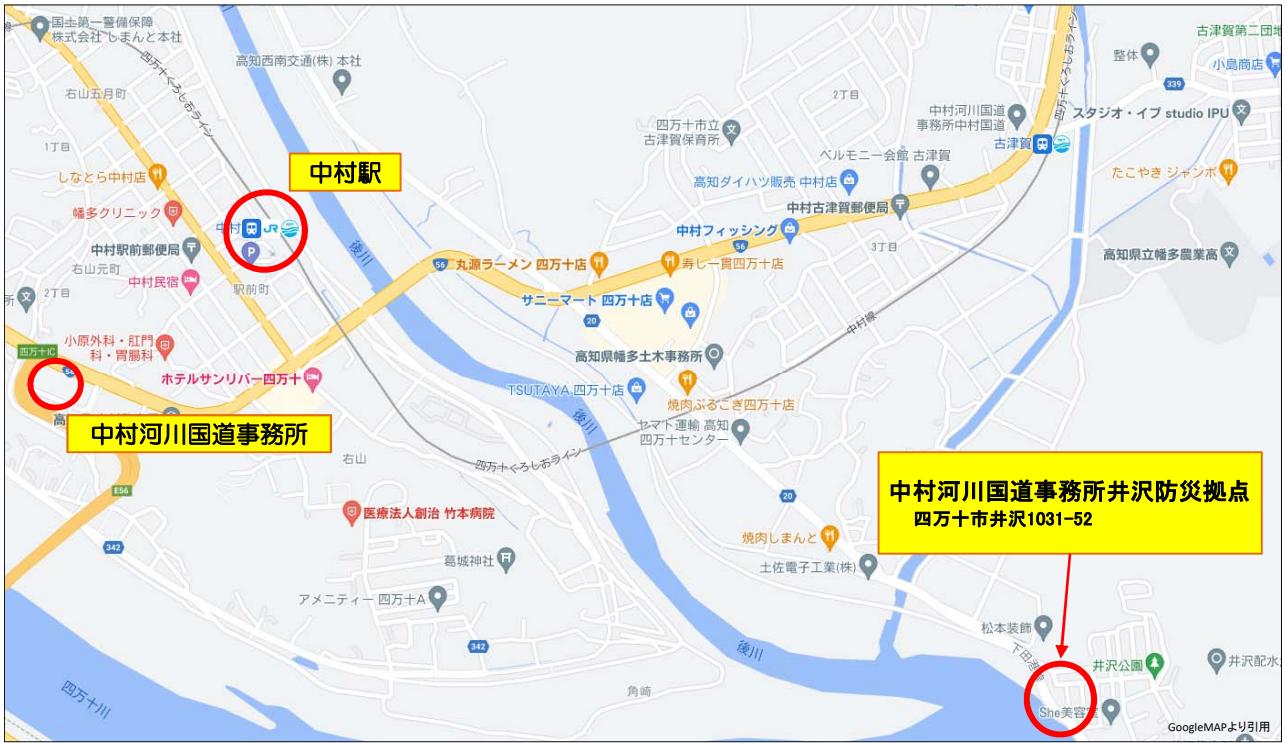 国土第一警備保障
株式会社 しまんと本社
四万十くろしおライン
高知西南交通(株) 本社
右山五月町
1丁目
しなとら中村店
幡多クリニック
中村駅
中村
JR
P
中村駅前郵便局
右山元町
中村民宿
駅前町
所
2丁目
小原外科・肛門
科・胃腸科
四万十IC
56
ホテルサンリバー四万十
高
中村河川国道事務所
E56
右山
医療法人創治 竹本病院
342
葛城神社
アメニティー 四万十A
342
四万十川
角崎
後川
56
丸源ラーメン 四万十店
寿し一貫四万十店
サニーマート 四万十店
20
高知県幡多土木事務所
TSUTAYA 四万十店
焼肉ぷるこぎ四万十店
後川
ヤマト運輸 高知
四万十センター
四万十くろしおライン
中村線
20
焼肉しまんと
土佐電子工業(株)
後川
四万十市立
古津賀保育所
2丁目
中村河川国道
事務所中村国道
古津賀
四万十くろしおライン
ベルモニー会館 古津賀
高知ダイハツ販売 中村店
中村古津賀郵便局
中村フィッシング
56
3丁目
古津賀第二団地
整体
小島商店
339
スタジオ・イブ studio IPU
たこやき ジャンボ
高知県立幡多農業高
中村河川国道事務所井沢防災拠点
四万十市井沢1031-52
松本装飾
下田港線
井沢公園
井沢配水
She美容室
GoogleMAPより引用